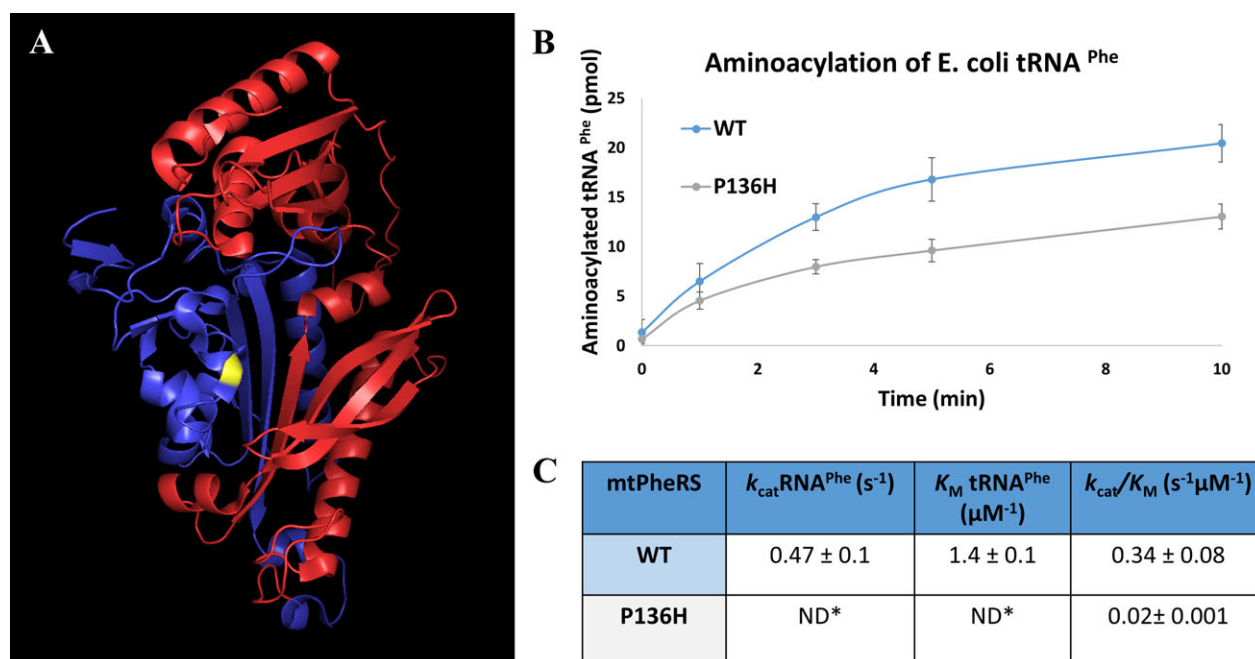 A
B
Aminoacylation of E. coli tRNA Phe
Aminoacylated tRNA Phe (pmol)
25
20
15
10
5
0
WT
P136H
0 2 4 6 8 10
Time (min)
C
mtPheRS kcatRNAPhe (s-1) KM tRNAPhe (μM-1) kcat/KM (s-1μM-1)
WT 0.47 ± 0.1 1.4 ± 0.1 0.34 ± 0.08
P136H ND* ND* 0.02± 0.001